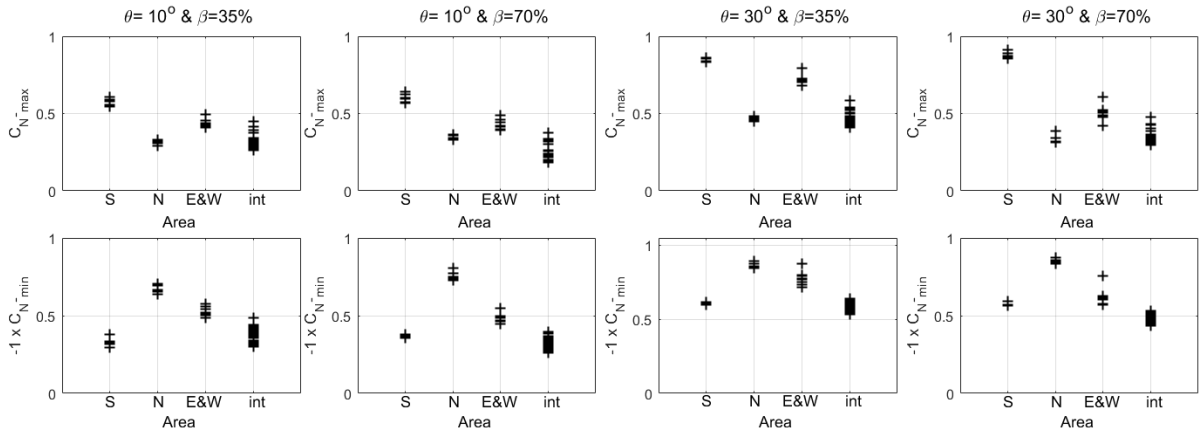 θ= 10° & β=35%
θ= 10° & β=70%
θ= 30° & β=35%
θ= 30° & β=70%
C_N-max
1
0.5
0
S N E&W int
Area
C_N-max
1
0.5
0
S N E&W int
Area
C_N-max
1
0.5
0
S N E&W int
Area
C_N-max
1
0.5
0
S N E&W int
Area
-1 x C_N-min
1
0.5
0
S N E&W int
Area
-1 x C_N-min
1
0.5
0
S N E&W int
Area
-1 x C_N-min
1
0.5
0
S N E&W int
Area
-1 x C_N-min
1
0.5
0
S N E&W int
Area